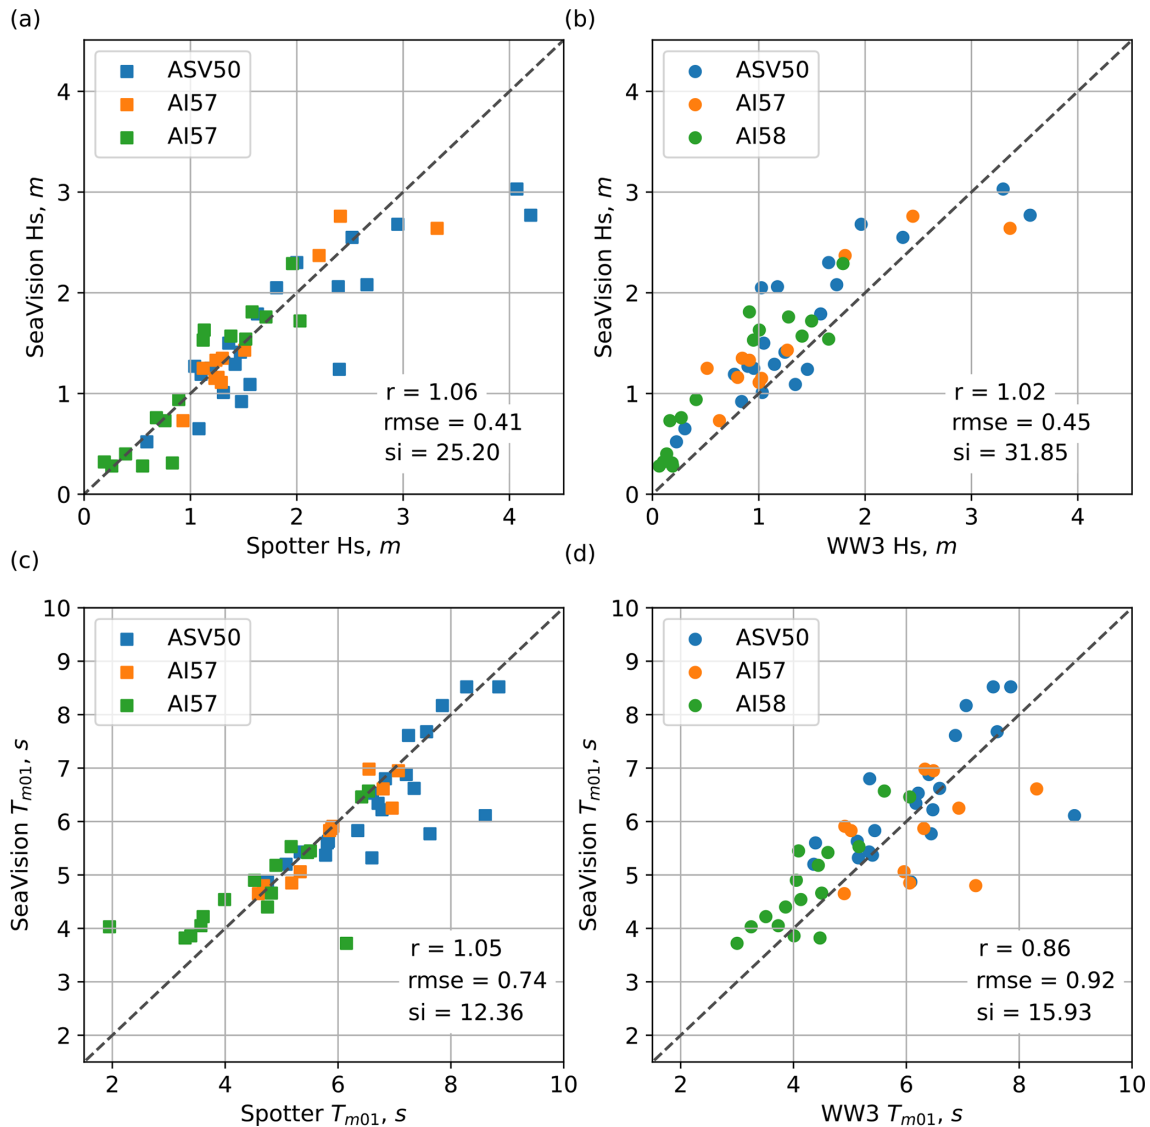 (a)
ASV50
AI57
AI57
r = 1.06
rmse = 0.41
si = 25.20
SeaVision Hs, m
4
3
2
1
0
0 1 2 3 4
Spotter Hs, m
(b)
ASV50
AI57
AI58
r = 1.02
rmse = 0.45
si = 31.85
SeaVision Hs, m
4
3
2
1
0
0 1 2 3 4
WW3 Hs, m
(c)
ASV50
AI57
AI57
r = 1.05
rmse = 0.74
si = 12.36
SeaVision Tm01, s
10
9
8
7
6
5
4
3
2
2 4 6 8 10
Spotter Tm01, s
(d)
ASV50
AI57
AI58
r = 0.86
rmse = 0.92
si = 15.93
SeaVision Tm01, s
10
9
8
7
6
5
4
3
2
2 4 6 8 10
WW3 Tm01, s